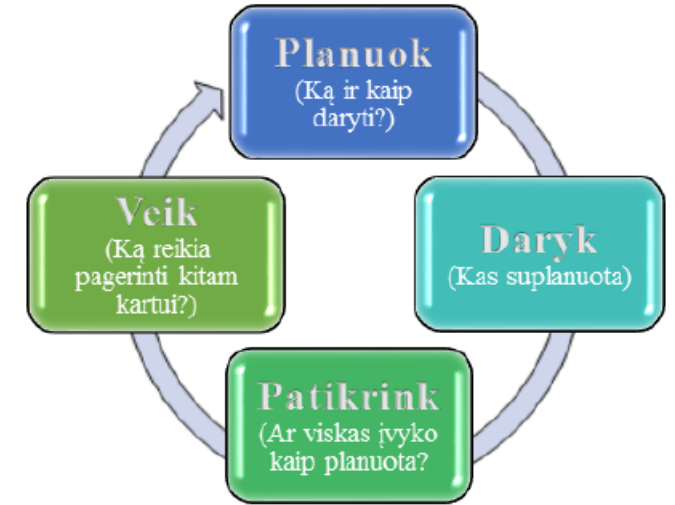 Planuok
(Ką ir kaip
daryti?)
Daryk
(Kas suplanuota)
Patikrink
(Ar viskas įvyko
kaip planuota?
Veik
(Ką reikia
pagerinti kitam
kartui?)